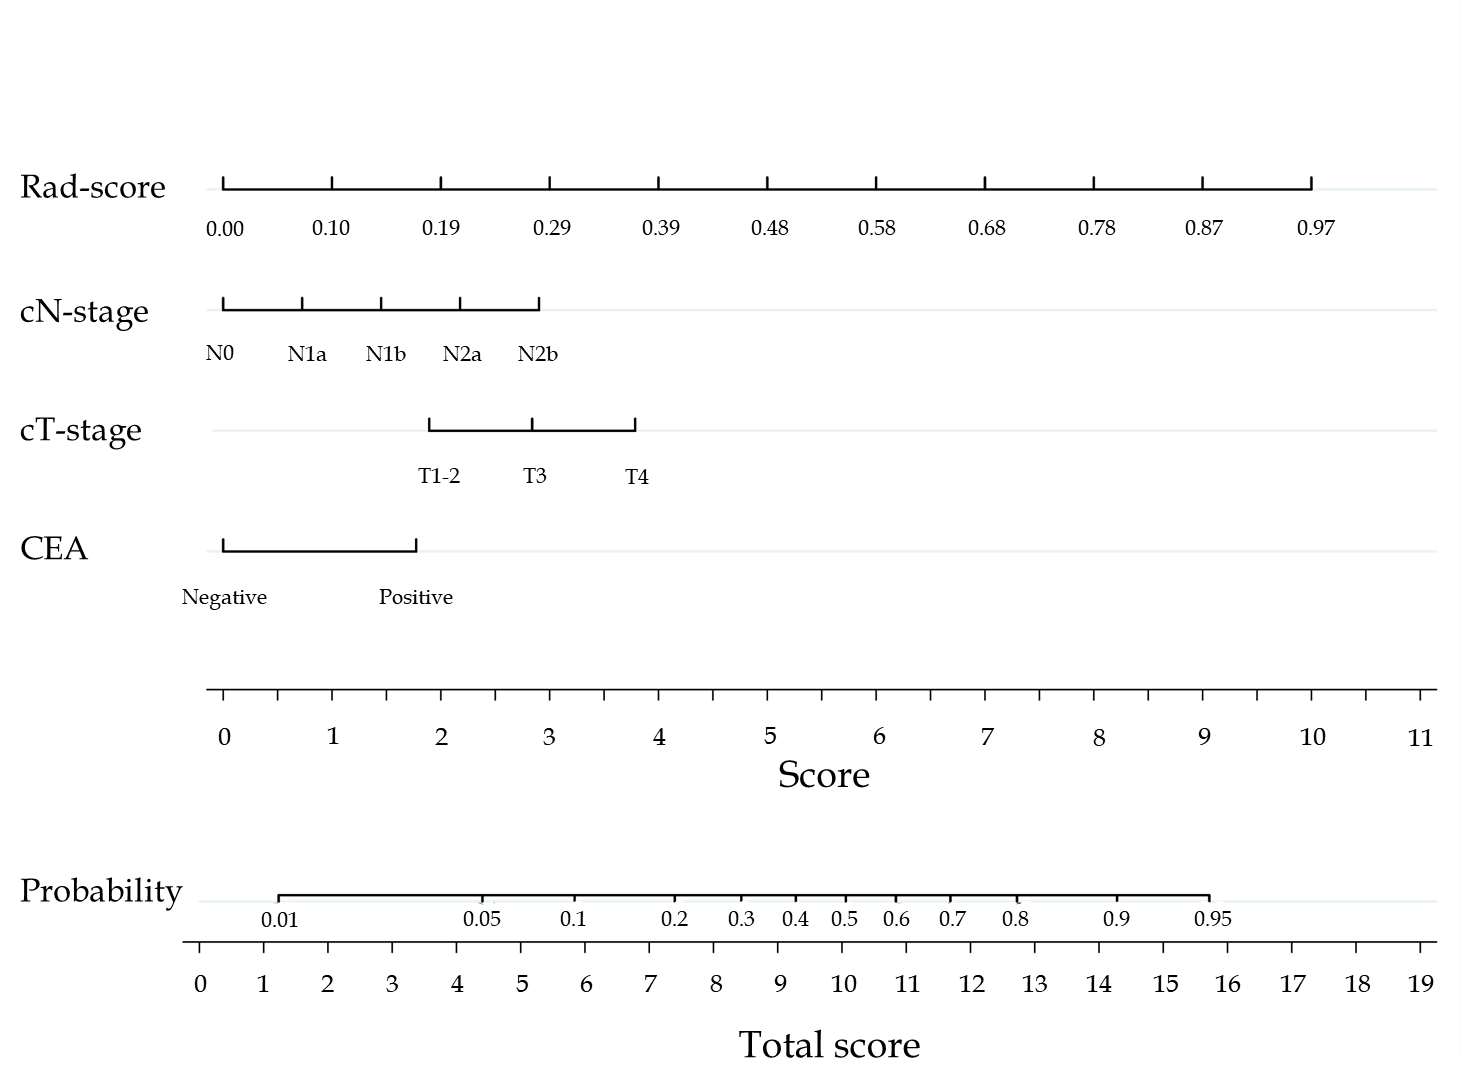 Rad-score
0.00 0.10 0.19 0.29 0.39 0.48 0.58 0.68 0.78 0.87 0.97
cN-stage
N0 N1a N1b N2a N2b
cT-stage
T1-2 T3 T4
CEA
Negative Positive
0 1 2 3 4 5 6 7 8 9 10 11
Score
Probability
0.01 0.05 0.1 0.2 0.3 0.4 0.5 0.6 0.7 0.8 0.9 0.95
0 1 2 3 4 5 6 7 8 9 10 11 12 13 14 15 16 17 18 19
Total score